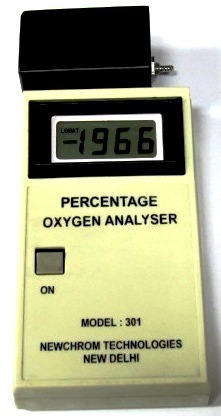 LOBAT
-1966
PERCENTAGE
OXYGEN ANALYSER
ON
MODEL : 301
NEWCHROM TECHNOLOGIES
NEW DELHI